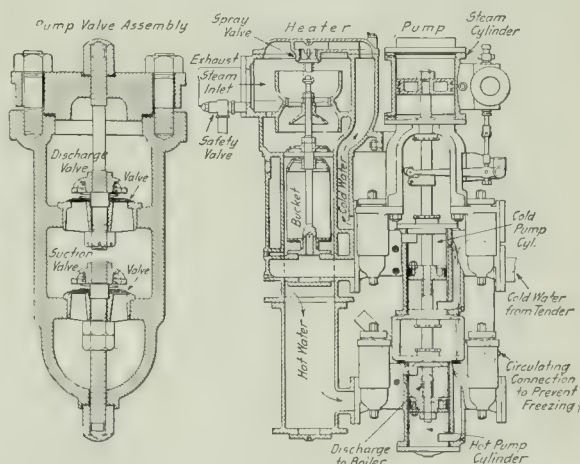 Pump Valve Assembly
Discharge
Valve
Valve
Suction
Valve
Valve
Heater
Spray
Valve
Exhaust
Steam
Inlet
Safety
Valve
Bucket
Cold Water
Hot Water
Pump
Steam
Cylinder
Cold
Pump
Cyl.
Cold Water
from Tender
Circulating
Connection
to Prevent
Freezing
Discharge
to Boiler
Hot Pump
Cylinder